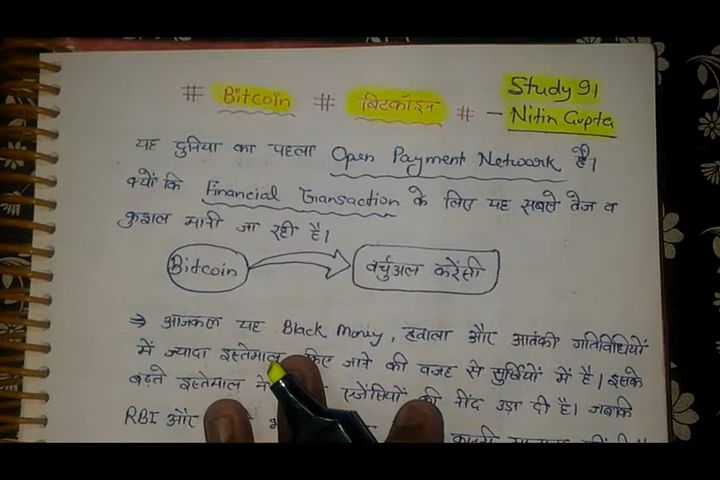 # Bitcoin # बिटकॉइन # - Study 91
Nitin Gupta
यह दुनिया का पहला Open Payment Network है।
क्यों कि Financial Transaction के लिए यह सबसे तेज व
कुशल मानी जा रही है।
Bitcoin वर्चुअल करेंसी
⇒ आजकल यह Black Money, हवाला और आतंकी गतिविधियों
में ज्यादा इस्तेमाल किए जाने की वजह से सुर्खियों में है। इसके
बढ़ते इस्तेमाल ने एजेंसियों की नींद उड़ा दी है। जबकि
RBI और